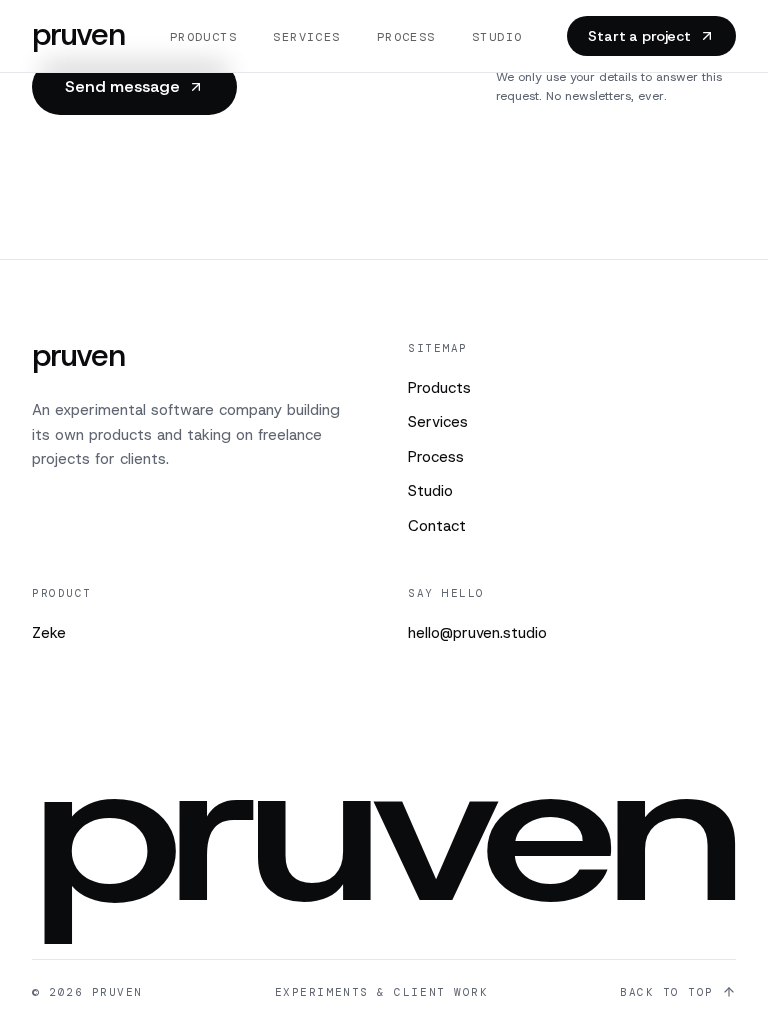 pruven
PRODUCTS
SERVICES
PROCESS
STUDIO
Start a project
Send message
We only use your details to answer this
request. No newsletters, ever.
pruven
An experimental software company building
its own products and taking on freelance
projects for clients.
SITEMAP
Products
Services
Process
Studio
Contact
PRODUCT
Zeke
SAY HELLO
hello@pruven.studio
pruven
© 2026 PRUVEN
EXPERIMENTS & CLIENT WORK
BACK TO TOP ↑